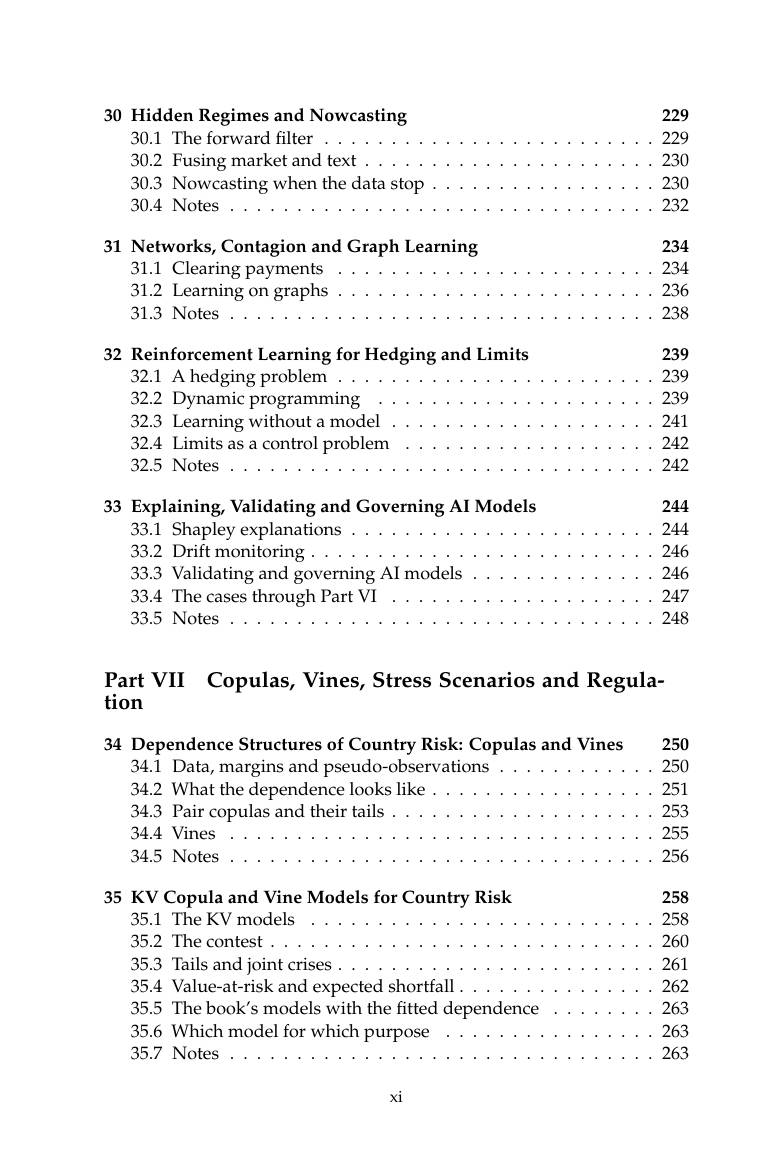 30 Hidden Regimes and Nowcasting 229
30.1 The forward filter . . . . . . . . . . . . . . . . . . . . . . . . . 229
30.2 Fusing market and text . . . . . . . . . . . . . . . . . . . . . . 230
30.3 Nowcasting when the data stop . . . . . . . . . . . . . . . . . 230
30.4 Notes . . . . . . . . . . . . . . . . . . . . . . . . . . . . . . . . 232
31 Networks, Contagion and Graph Learning 234
31.1 Clearing payments . . . . . . . . . . . . . . . . . . . . . . . . 234
31.2 Learning on graphs . . . . . . . . . . . . . . . . . . . . . . . . 236
31.3 Notes . . . . . . . . . . . . . . . . . . . . . . . . . . . . . . . . 238
32 Reinforcement Learning for Hedging and Limits 239
32.1 A hedging problem . . . . . . . . . . . . . . . . . . . . . . . . 239
32.2 Dynamic programming . . . . . . . . . . . . . . . . . . . . . 239
32.3 Learning without a model . . . . . . . . . . . . . . . . . . . . 241
32.4 Limits as a control problem . . . . . . . . . . . . . . . . . . . 242
32.5 Notes . . . . . . . . . . . . . . . . . . . . . . . . . . . . . . . . 242
33 Explaining, Validating and Governing AI Models 244
33.1 Shapley explanations . . . . . . . . . . . . . . . . . . . . . . . 244
33.2 Drift monitoring . . . . . . . . . . . . . . . . . . . . . . . . . . 246
33.3 Validating and governing AI models . . . . . . . . . . . . . . 246
33.4 The cases through Part VI . . . . . . . . . . . . . . . . . . . . 247
33.5 Notes . . . . . . . . . . . . . . . . . . . . . . . . . . . . . . . . 248
Part VII Copulas, Vines, Stress Scenarios and Regula-
tion
34 Dependence Structures of Country Risk: Copulas and Vines 250
34.1 Data, margins and pseudo-observations . . . . . . . . . . . . 250
34.2 What the dependence looks like . . . . . . . . . . . . . . . . . 251
34.3 Pair copulas and their tails . . . . . . . . . . . . . . . . . . . . 253
34.4 Vines . . . . . . . . . . . . . . . . . . . . . . . . . . . . . . . . 255
34.5 Notes . . . . . . . . . . . . . . . . . . . . . . . . . . . . . . . . 256
35 KV Copula and Vine Models for Country Risk 258
35.1 The KV models . . . . . . . . . . . . . . . . . . . . . . . . . . 258
35.2 The contest . . . . . . . . . . . . . . . . . . . . . . . . . . . . . 260
35.3 Tails and joint crises . . . . . . . . . . . . . . . . . . . . . . . . 261
35.4 Value-at-risk and expected shortfall . . . . . . . . . . . . . . . 262
35.5 The book's models with the fitted dependence . . . . . . . . 263
35.6 Which model for which purpose . . . . . . . . . . . . . . . . 263
35.7 Notes . . . . . . . . . . . . . . . . . . . . . . . . . . . . . . . . 263
xi